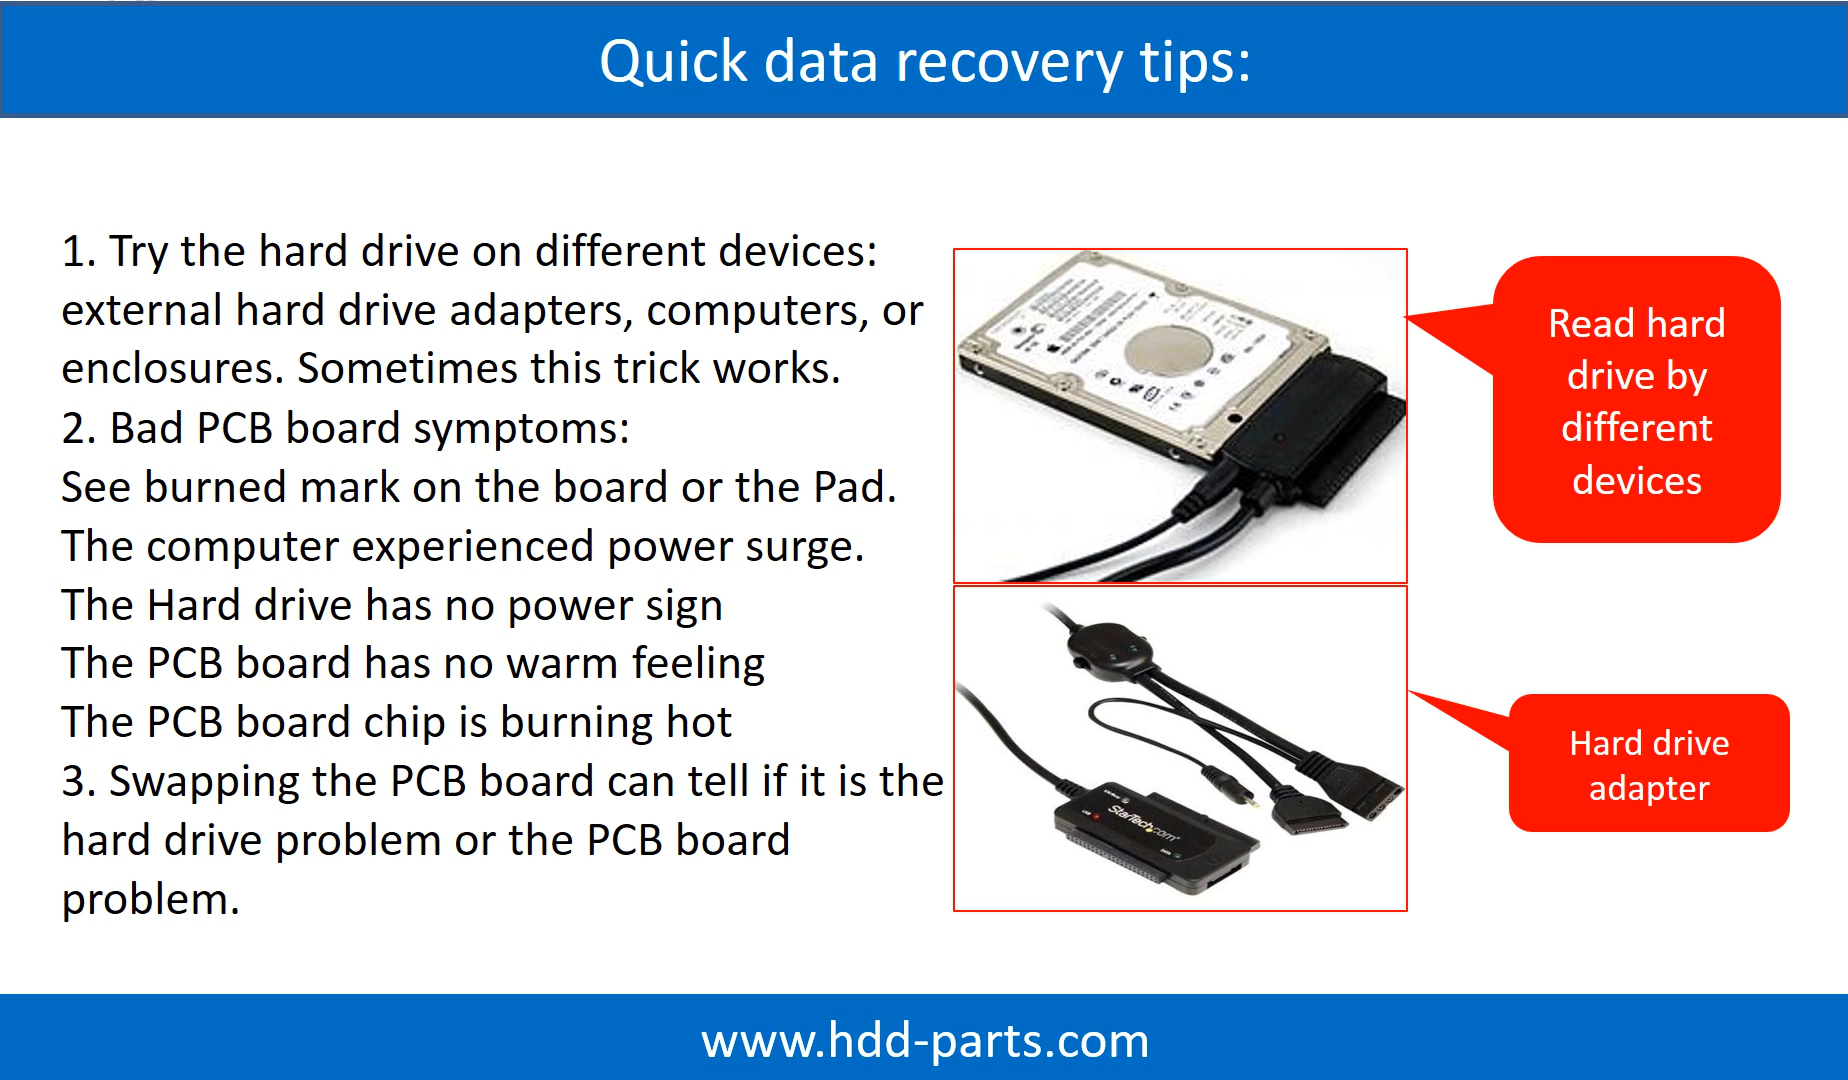 Quick data recovery tips:
1. Try the hard drive on different devices:
external hard drive adapters, computers, or
enclosures. Sometimes this trick works.
2. Bad PCB board symptoms:
See burned mark on the board or the Pad.
The computer experienced power surge.
The Hard drive has no power sign
The PCB board has no warm feeling
The PCB board chip is burning hot
3. Swapping the PCB board can tell if it is the
hard drive problem or the PCB board
problem.
Read hard
drive by
different
devices
StarTech.com
Hard drive
adapter
www.hdd-parts.com